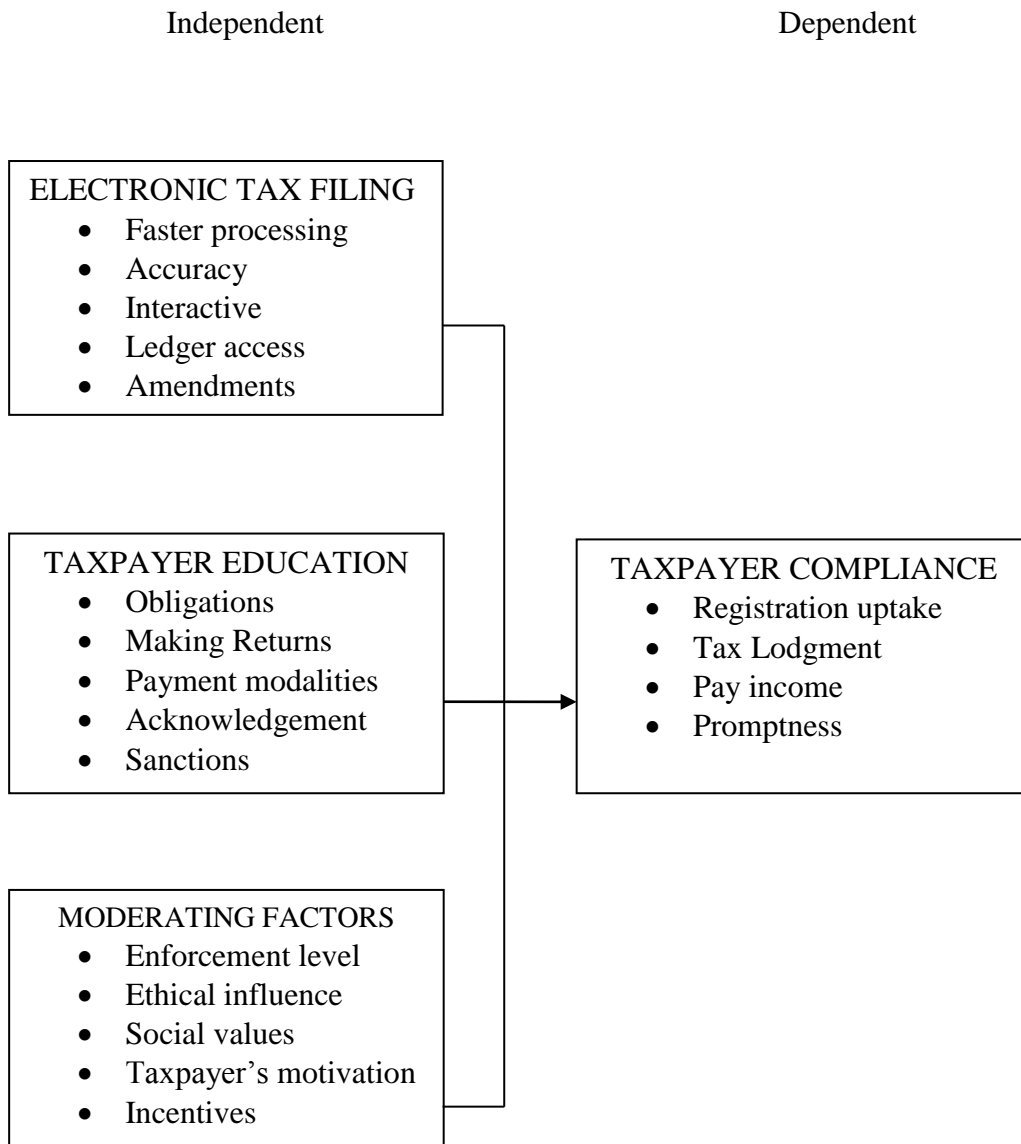 Independent Dependent
ELECTRONIC TAX FILING
• Faster processing
• Accuracy
• Interactive
• Ledger access
• Amendments
TAXPAYER EDUCATION
• Obligations
• Making Returns
• Payment modalities
• Acknowledgement
• Sanctions
TAXPAYER COMPLIANCE
• Registration uptake
• Tax Lodgment
• Pay income
• Promptness
MODERATING FACTORS
• Enforcement level
• Ethical influence
• Social values
• Taxpayer’s motivation
• Incentives